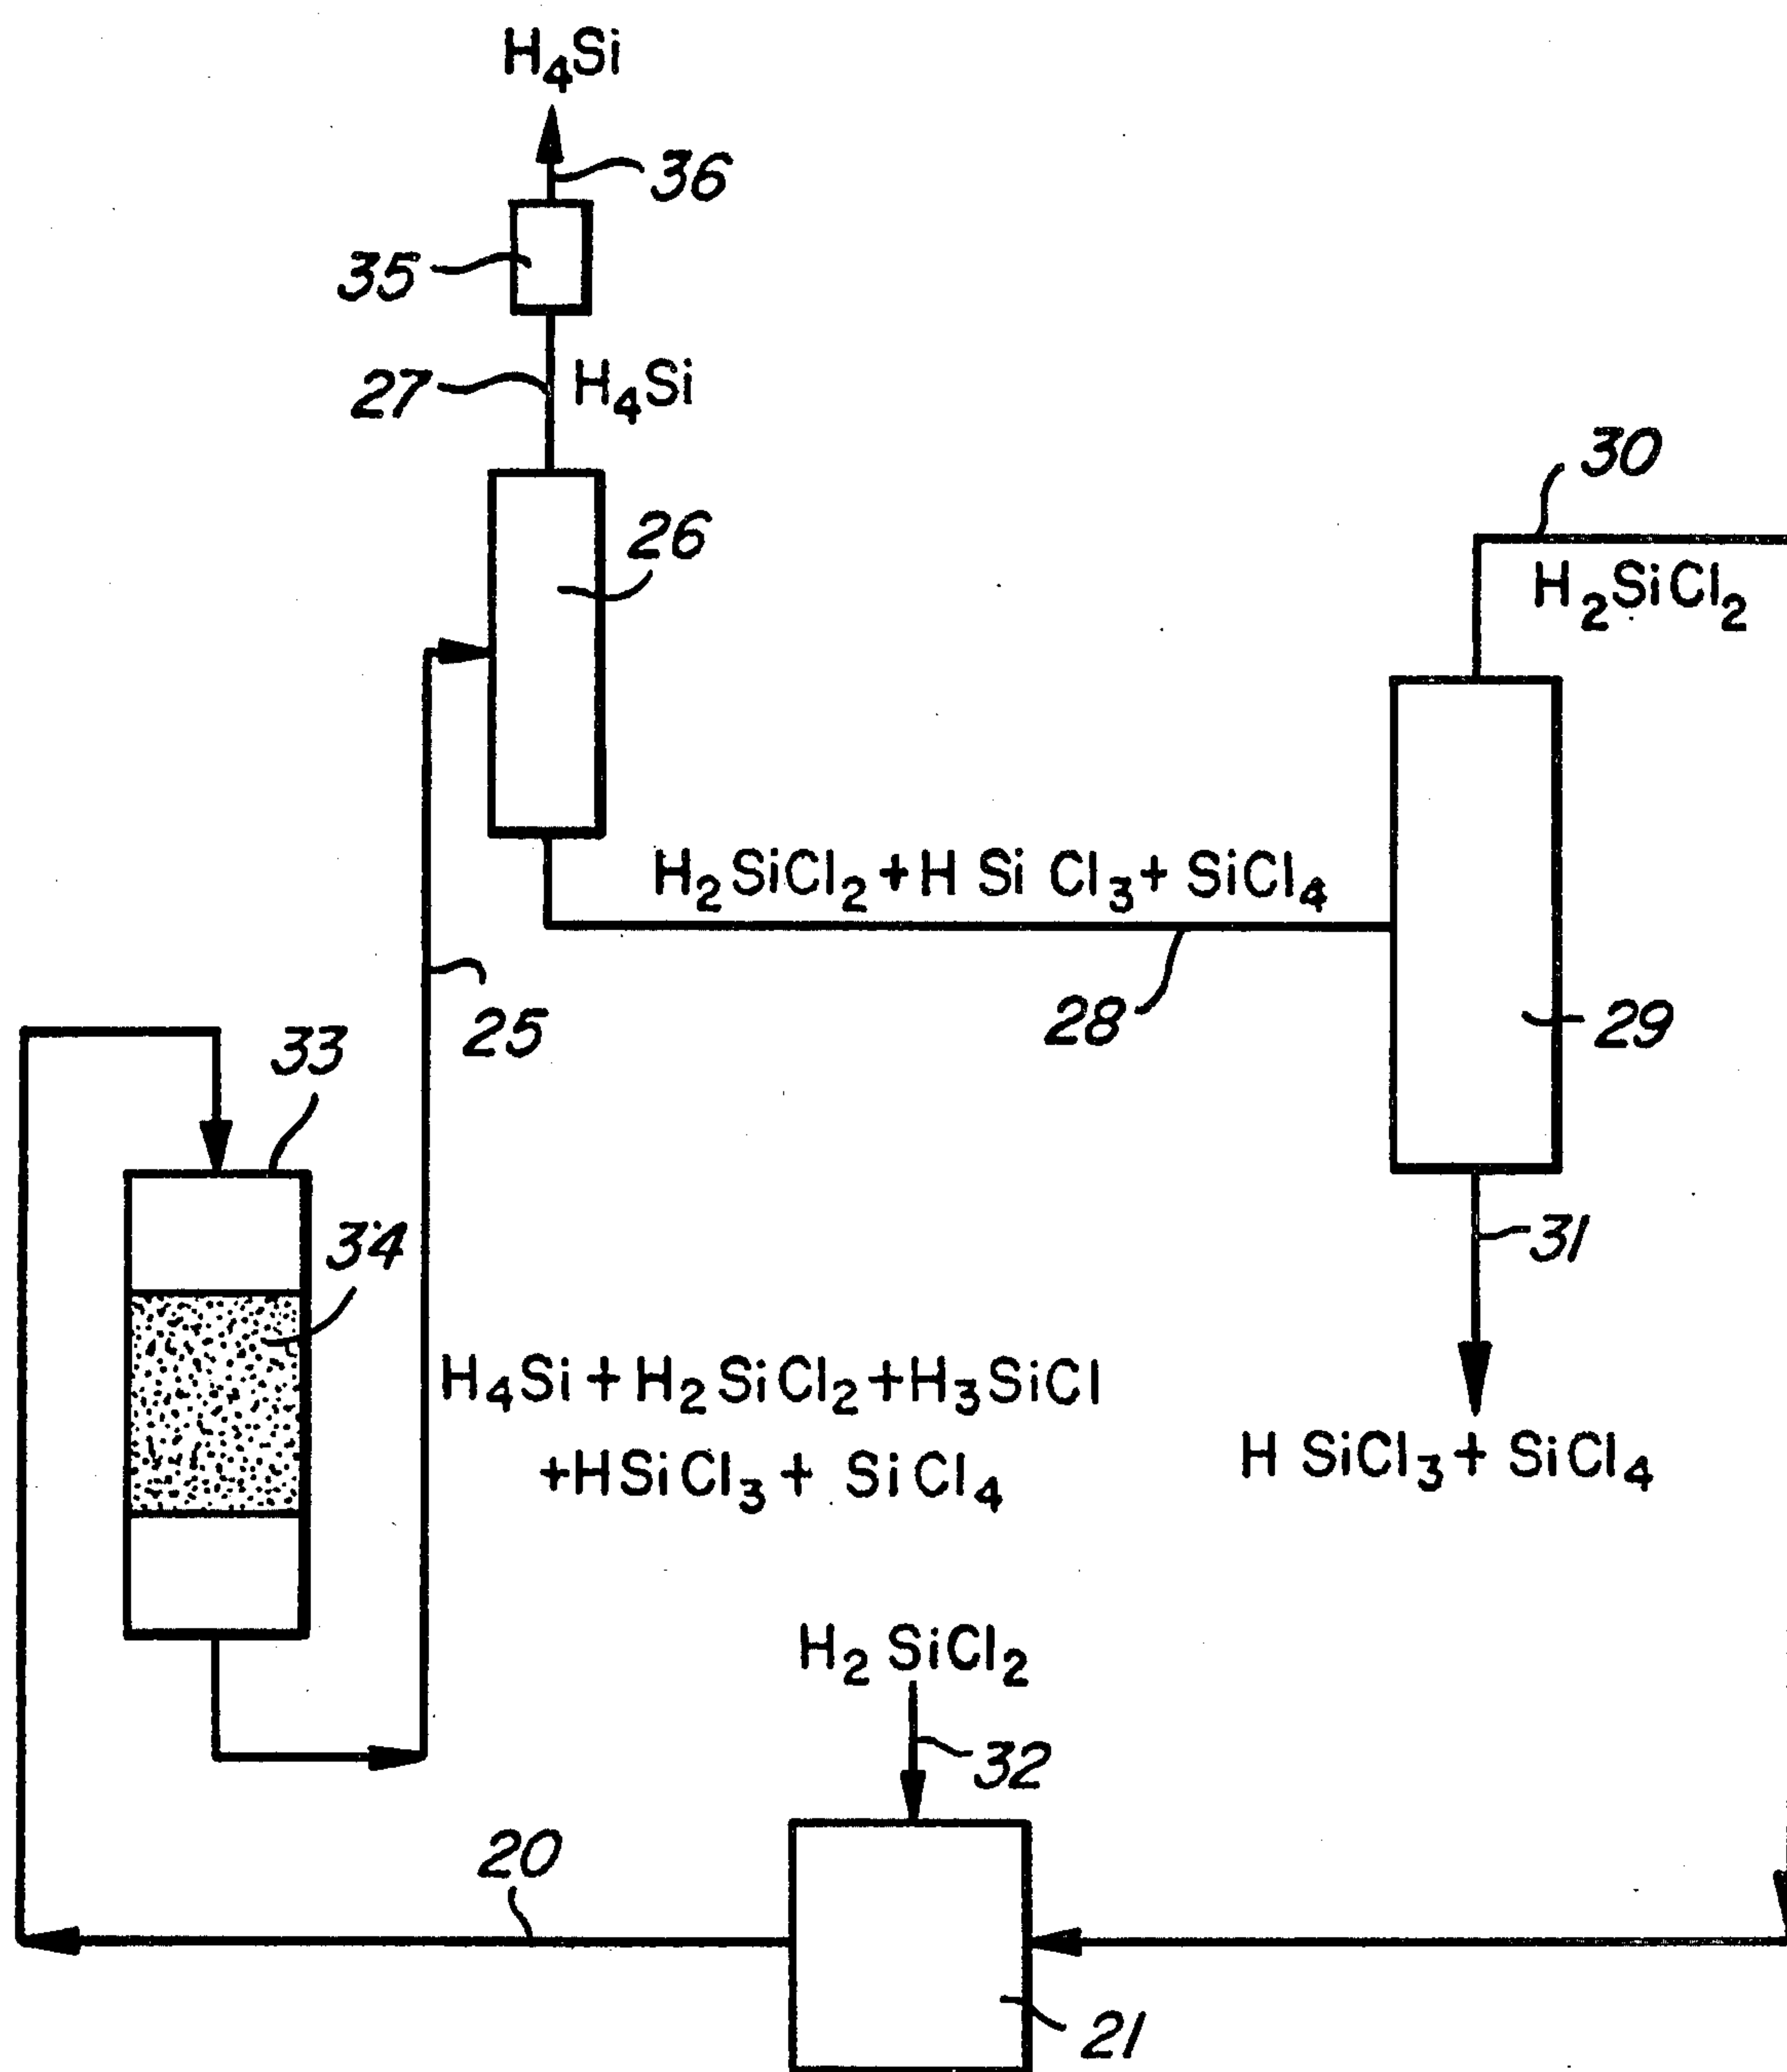 H₄Si
36
35
27
H₄Si
30
26
H₂SiCl₂
H₂SiCl₂+H Si Cl₃+ SiCl₄
25
28
29
33
34
31
H₄Si+H₂SiCl₂+H₃SiCl
+HSiCl₃+ SiCl₄
H SiCl₃+ SiCl₄
H₂ SiCl₂
32
20
21